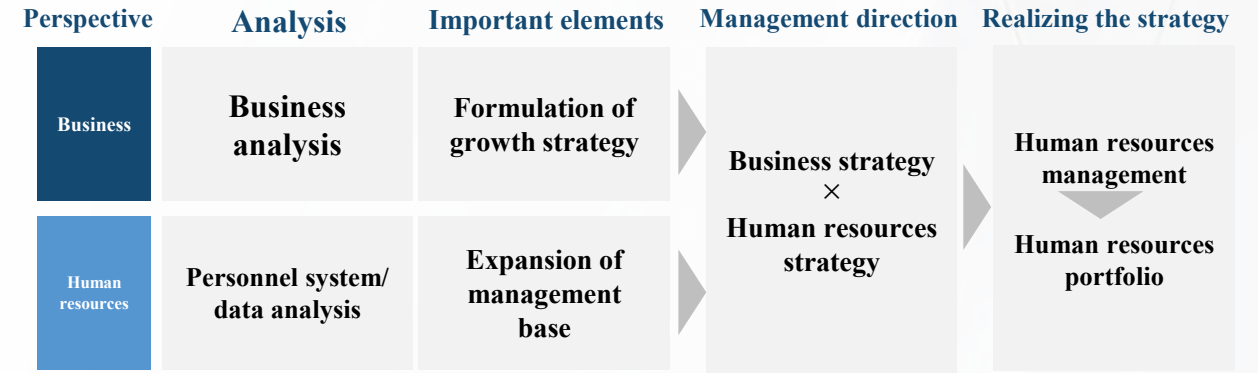 Perspective
Analysis
Important elements
Management direction
Realizing the strategy
Business
Business
analysis
Formulation of
growth strategy
Human
resources
Personnel system/
data analysis
Expansion of
management
base
Business strategy
×
Human resources
strategy
Human resources
management
Human resources
portfolio